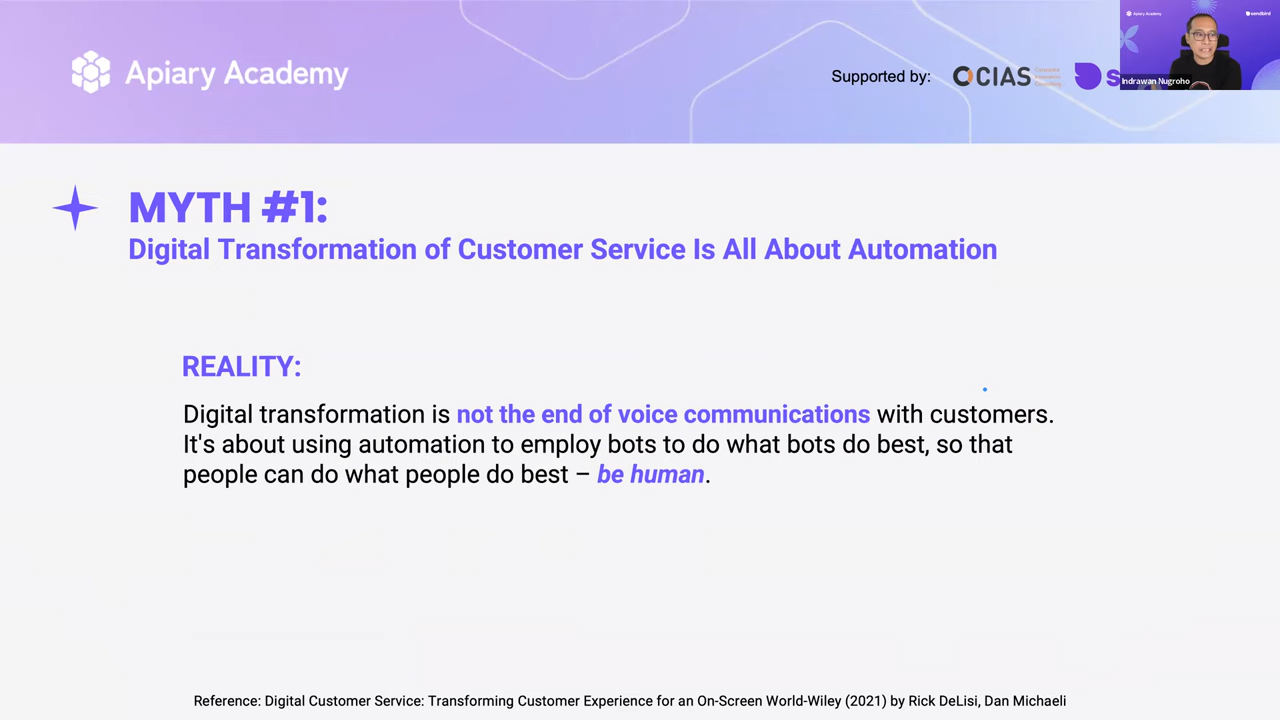 Apiary Academy
Supported by:
CIAS
Apiary Academy
sendbird
Indrawan Nugroho
MYTH #1:
Digital Transformation of Customer Service Is All About Automation
REALITY:
Digital transformation is not the end of voice communications with customers.
It's about using automation to employ bots to do what bots do best, so that
people can do what people do best – be human.
Reference: Digital Customer Service: Transforming Customer Experience for an On-Screen World-Wiley (2021) by Rick DeLisi, Dan Michaeli